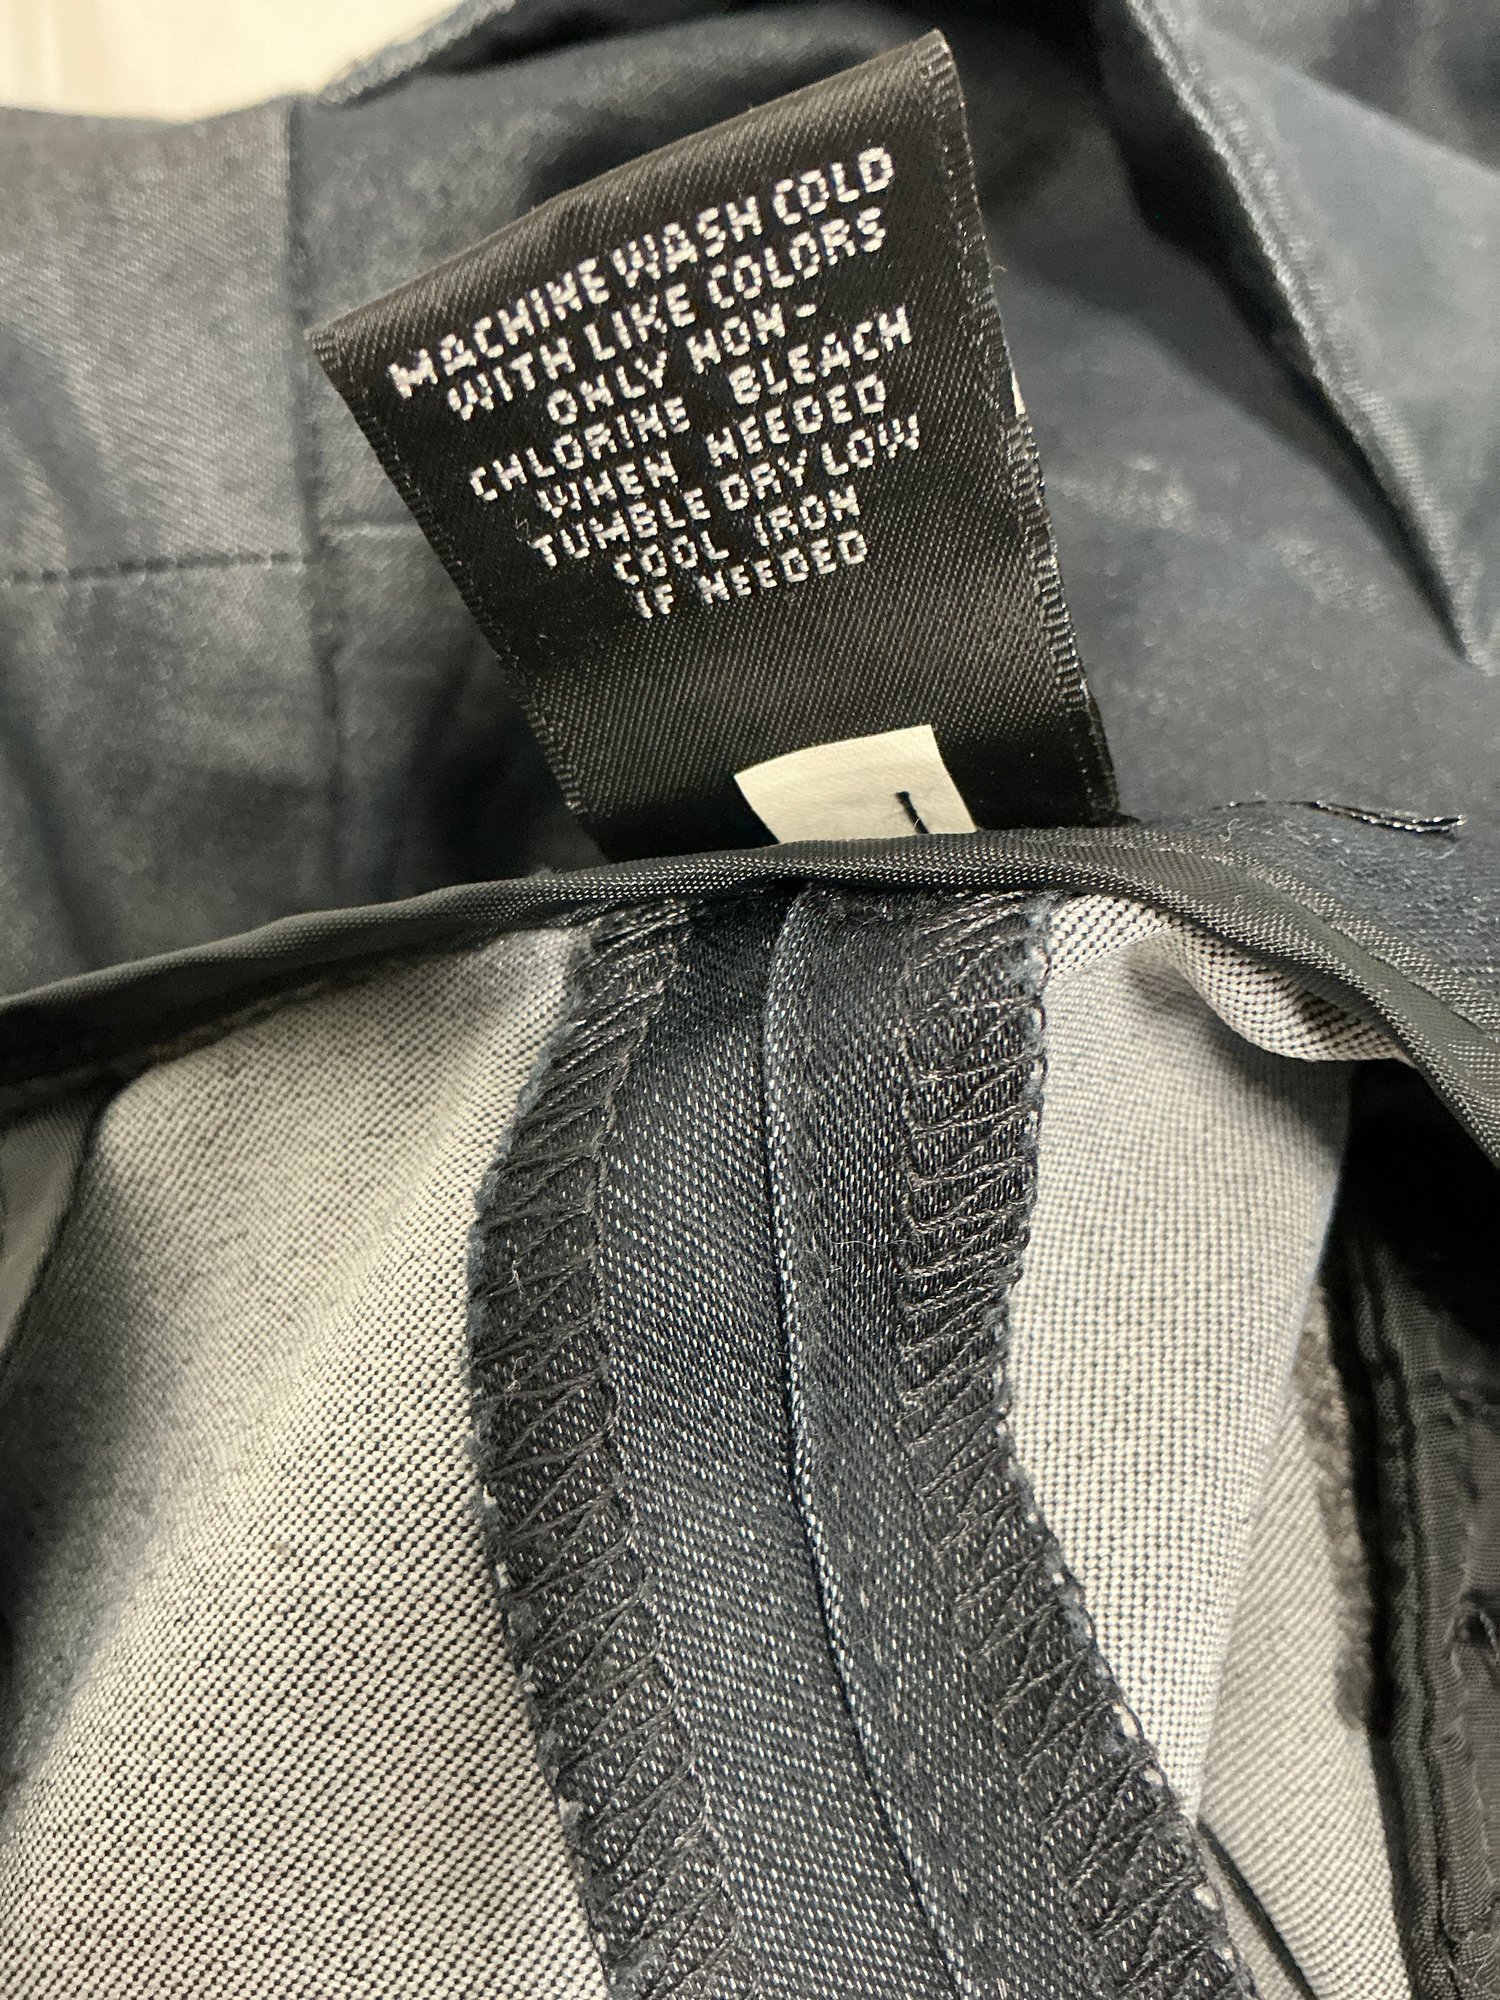 MACHINE WASH COLD
WITH LIKE COLORS
ONLY NON-
CHLORINE BLEACH
WHEN NEEDED
TUMBLE DRY LOW
COOL IRON
IF NEEDED